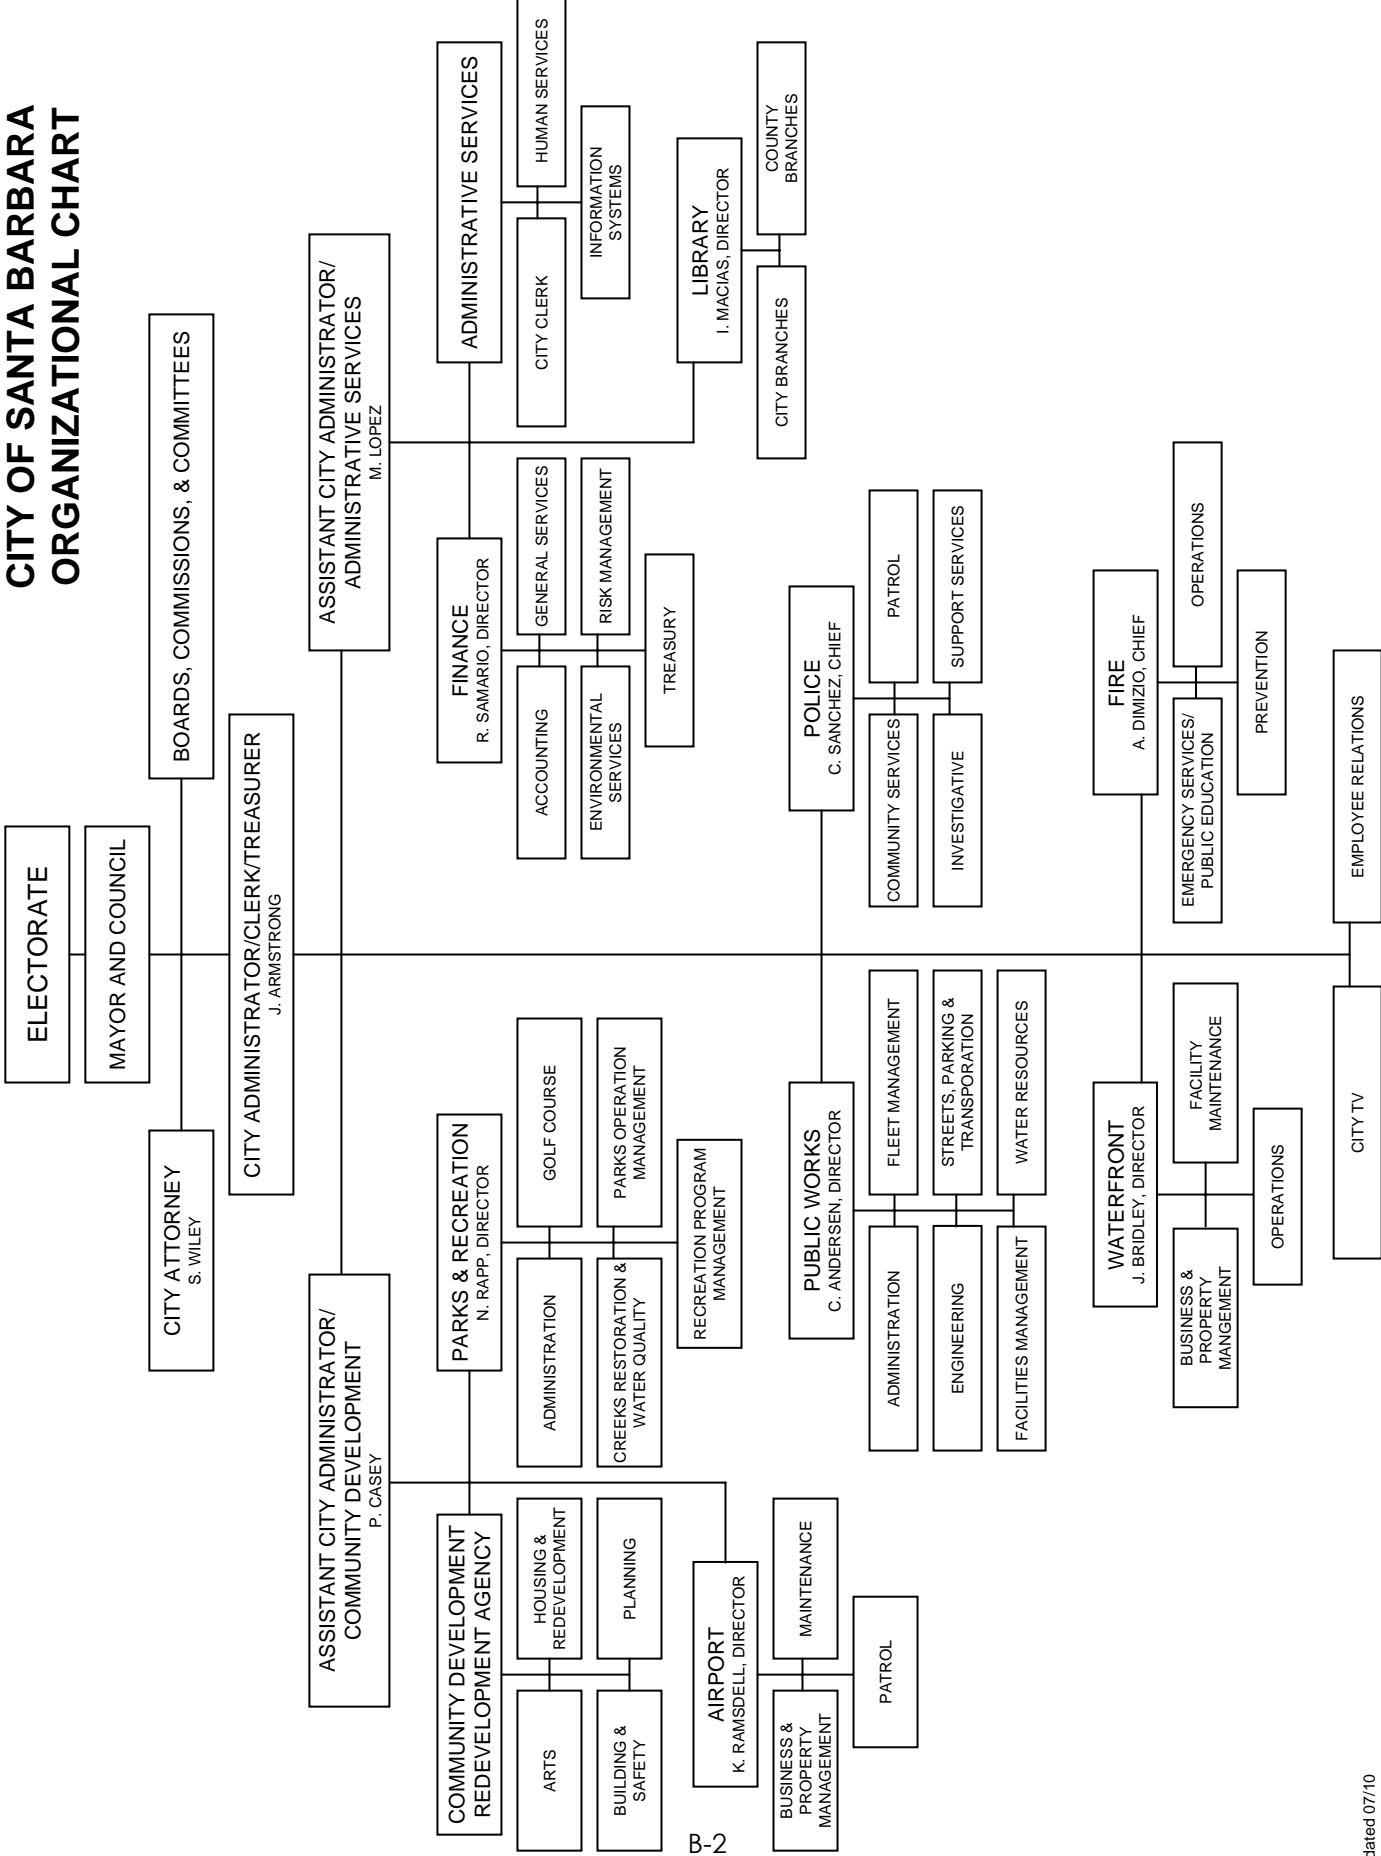 CITY OF SANTA BARBARA
ORGANIZATIONAL CHART
ELECTORATE
MAYOR AND COUNCIL
CITY ATTORNEY
S. WILEY
BOARDS, COMMISSIONS, & COMMITTEES
CITY ADMINISTRATOR/CLERK/TREASURER
J. ARMSTRONG
ASSISTANT CITY ADMINISTRATOR/
COMMUNITY DEVELOPMENT
P. CASEY
ASSISTANT CITY ADMINISTRATOR/
ADMINISTRATIVE SERVICES
M. LOPEZ
COMMUNITY DEVELOPMENT
REDEVELOPMENT AGENCY
ARTS
HOUSING &
REDEVELOPMENT
BUILDING &
SAFETY
PLANNING
PARKS & RECREATION
N. RAPP, DIRECTOR
ADMINISTRATION
GOLF COURSE
CREEKS RESTORATION &
WATER QUALITY
PARKS OPERATION
MANAGEMENT
RECREATION PROGRAM
MANAGEMENT
FINANCE
R. SAMARIO, DIRECTOR
ACCOUNTING
GENERAL SERVICES
ENVIRONMENTAL
SERVICES
RISK MANAGEMENT
TREASURY
ADMINISTRATIVE SERVICES
CITY CLERK
HUMAN SERVICES
INFORMATION
SYSTEMS
AIRPORT
K. RAMSDELL, DIRECTOR
BUSINESS &
PROPERTY
MANAGEMENT
MAINTENANCE
PATROL
LIBRARY
I. MACIAS, DIRECTOR
CITY BRANCHES
COUNTY
BRANCHES
PUBLIC WORKS
C. ANDERSEN, DIRECTOR
ADMINISTRATION
FLEET MANAGEMENT
ENGINEERING
STREETS, PARKING &
TRANSPORATION
FACILITIES MANAGEMENT
WATER RESOURCES
POLICE
C. SANCHEZ, CHIEF
COMMUNITY SERVICES
PATROL
INVESTIGATIVE
SUPPORT SERVICES
WATERFRONT
J. BRIDLEY, DIRECTOR
BUSINESS &
PROPERTY
MANGEMENT
FACILITY
MAINTENANCE
OPERATIONS
FIRE
A. DIMIZIO, CHIEF
EMERGENCY SERVICES/
PUBLIC EDUCATION
OPERATIONS
PREVENTION
CITY TV
EMPLOYEE RELATIONS
dated 07/10
B-2